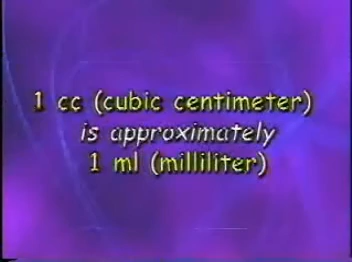 1 cc (cubic centimeter)
is approximately
1 ml (milliliter)